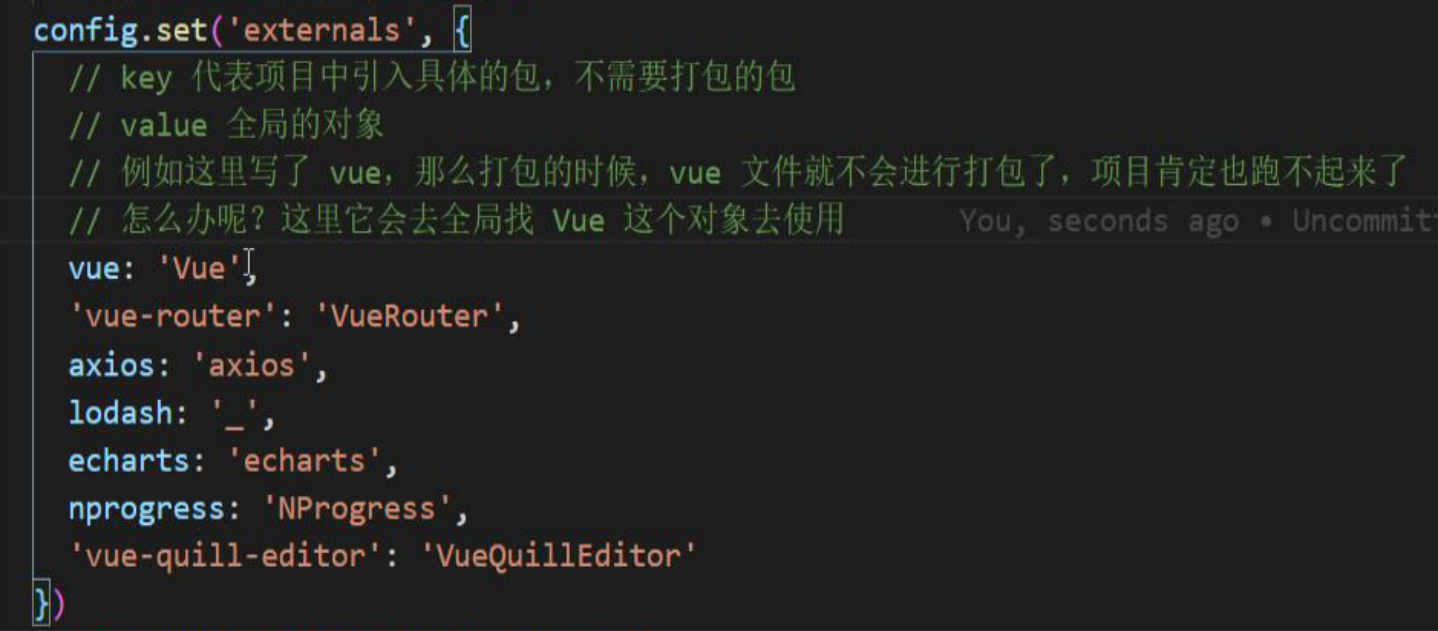 config.set('externals', {
// key 代表项目中引入具体的包，不需要打包的包
// value 全局的对象
// 例如这里写了 vue，那么打包的时候，vue 文件就不会进行打包了，项目肯定也跑不起来了
// 怎么办呢？这里它会去全局找 Vue 这个对象去使用 You, seconds ago • Uncommitt
vue: 'Vue',
'vue-router': 'VueRouter',
axios: 'axios',
lodash: '_',
echarts: 'echarts',
nprogress: 'NProgress',
'vue-quill-editor': 'VueQuillEditor'
})